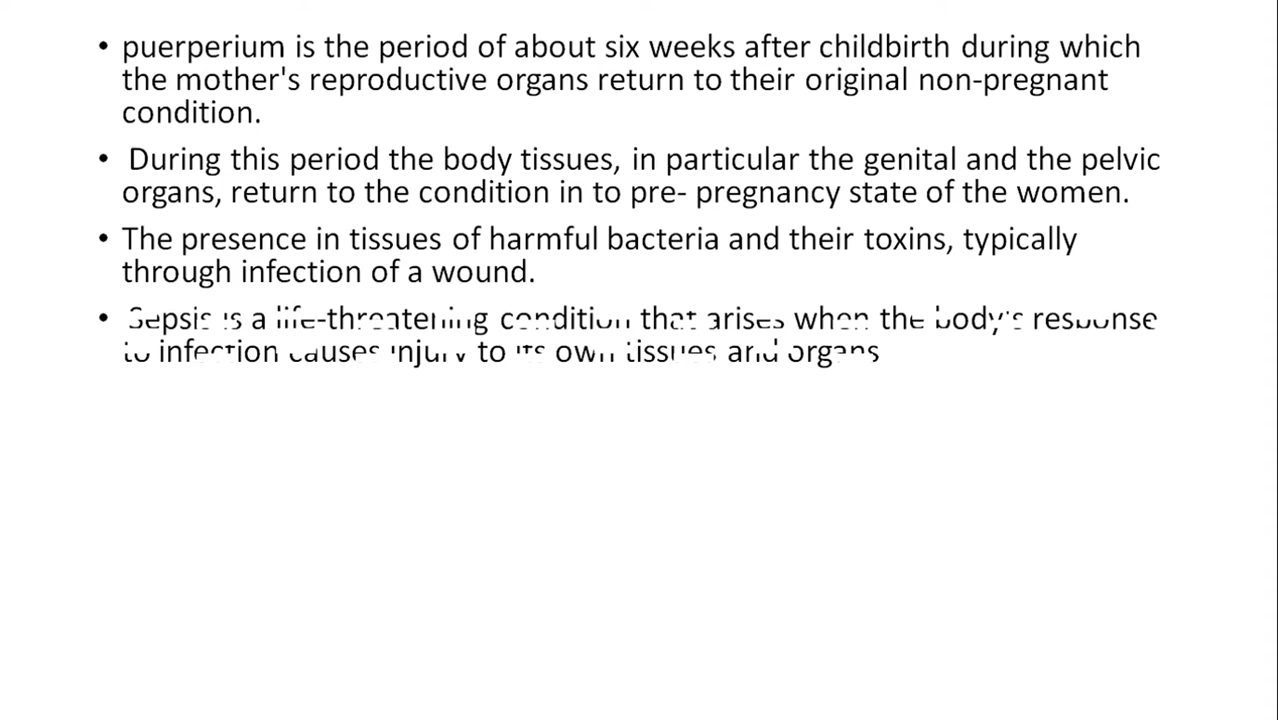 • puerperium is the period of about six weeks after childbirth during which
the mother's reproductive organs return to their original non-pregnant
condition.
• During this period the body tissues, in particular the genital and the pelvic
organs, return to the condition in to pre- pregnancy state of the women.
• The presence in tissues of harmful bacteria and their toxins, typically
through infection of a wound.
• Sepsis is a life-threatening condition that arises when the body's response
to infection causes injury to its own tissues and organs